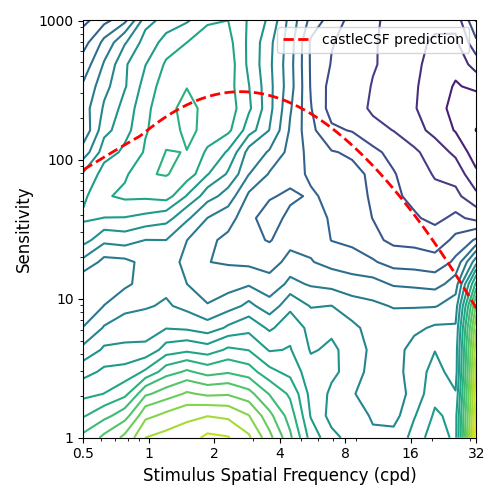 1000
castleCSF prediction
100
10
1
Sensitivity
0.5 1 2 4 8 16 32
Stimulus Spatial Frequency (cpd)